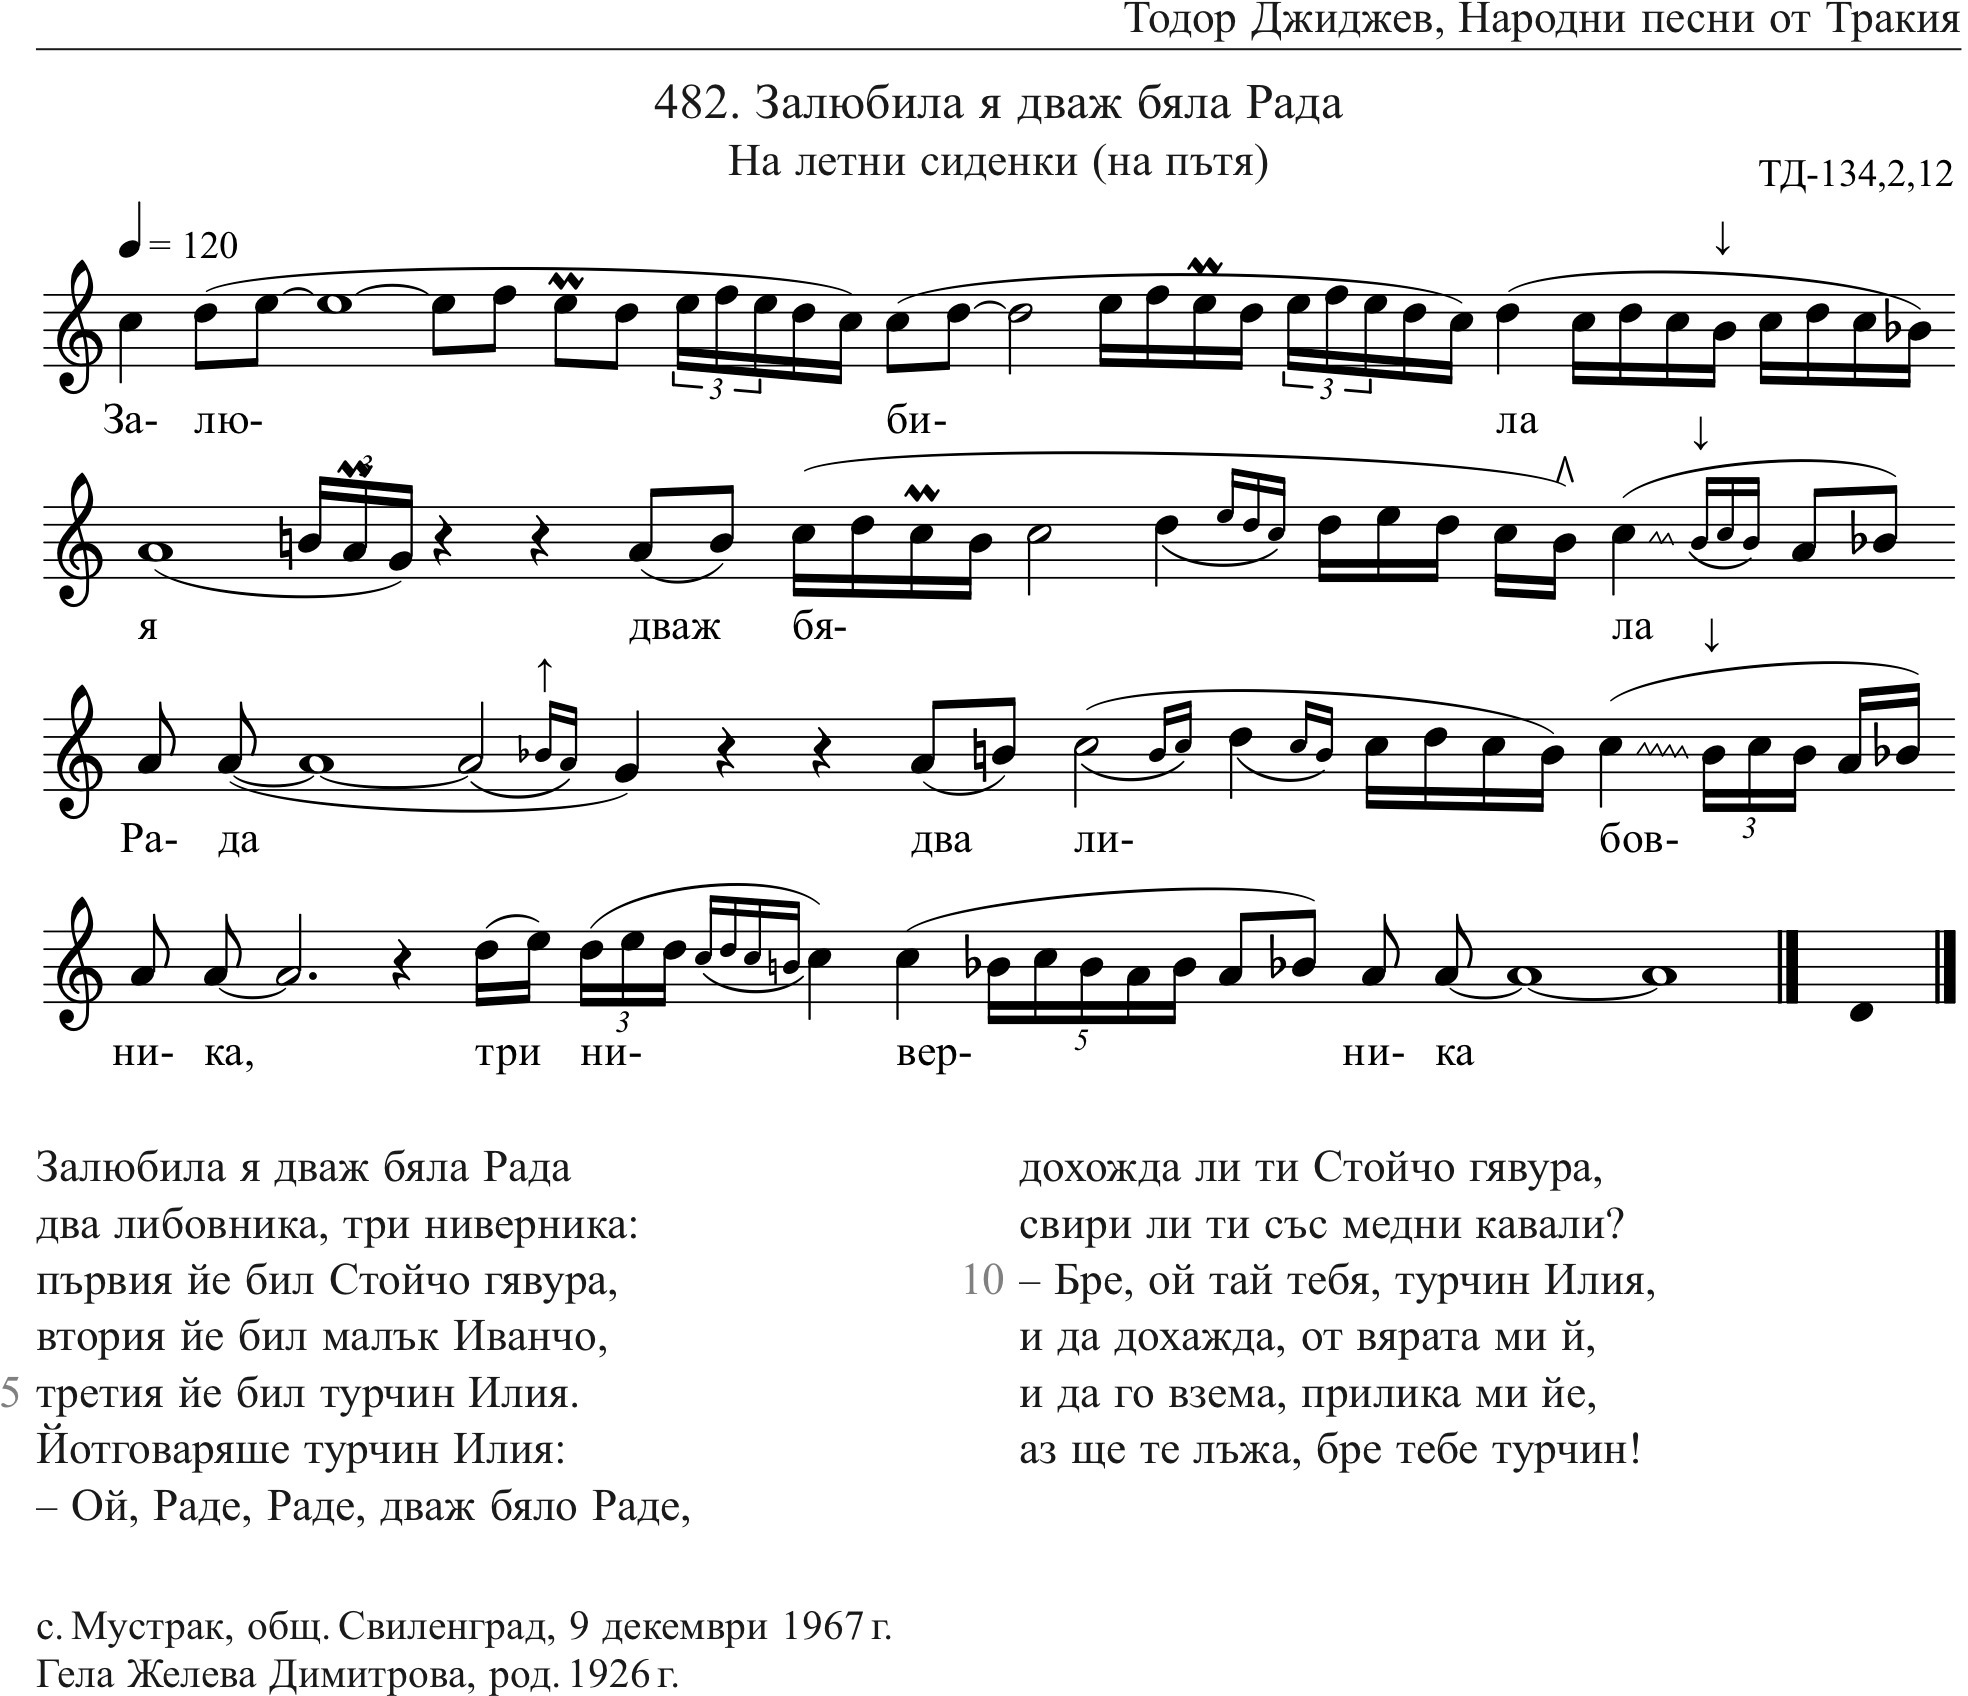 Тодор Джиджев, Народни песни от Тракия
482. Залюбила я дваж бяла Рада
На летни сиденки (на пътя)
ТД-134,2,12
= 120
3 3
За- лю- би- ла
3
я дваж бя- ла
Ра- да два ли- бов-
3
3 5
ни- ка, три ни- вер- ни- ка
Залюбила я дваж бяла Рада
два либовника, три ниверника:
първия йе бил Стойчо гявура,
втория йе бил малък Иванчо,
5 третия йе бил турчин Илия.
Йотговаряше турчин Илия:
– Ой, Раде, Раде, дваж бяло Раде,
дохожда ли ти Стойчо гявура,
свири ли ти със медни кавали?
10 – Бре, ой тай тебя, турчин Илия,
и да дохажда, от вярата ми й,
и да го взема, прилика ми йе,
аз ще те лъжа, бре тебе турчин!
с. Мустрак, общ. Свиленград, 9 декември 1967 г.
Гела Желева Димитрова, род. 1926 г.